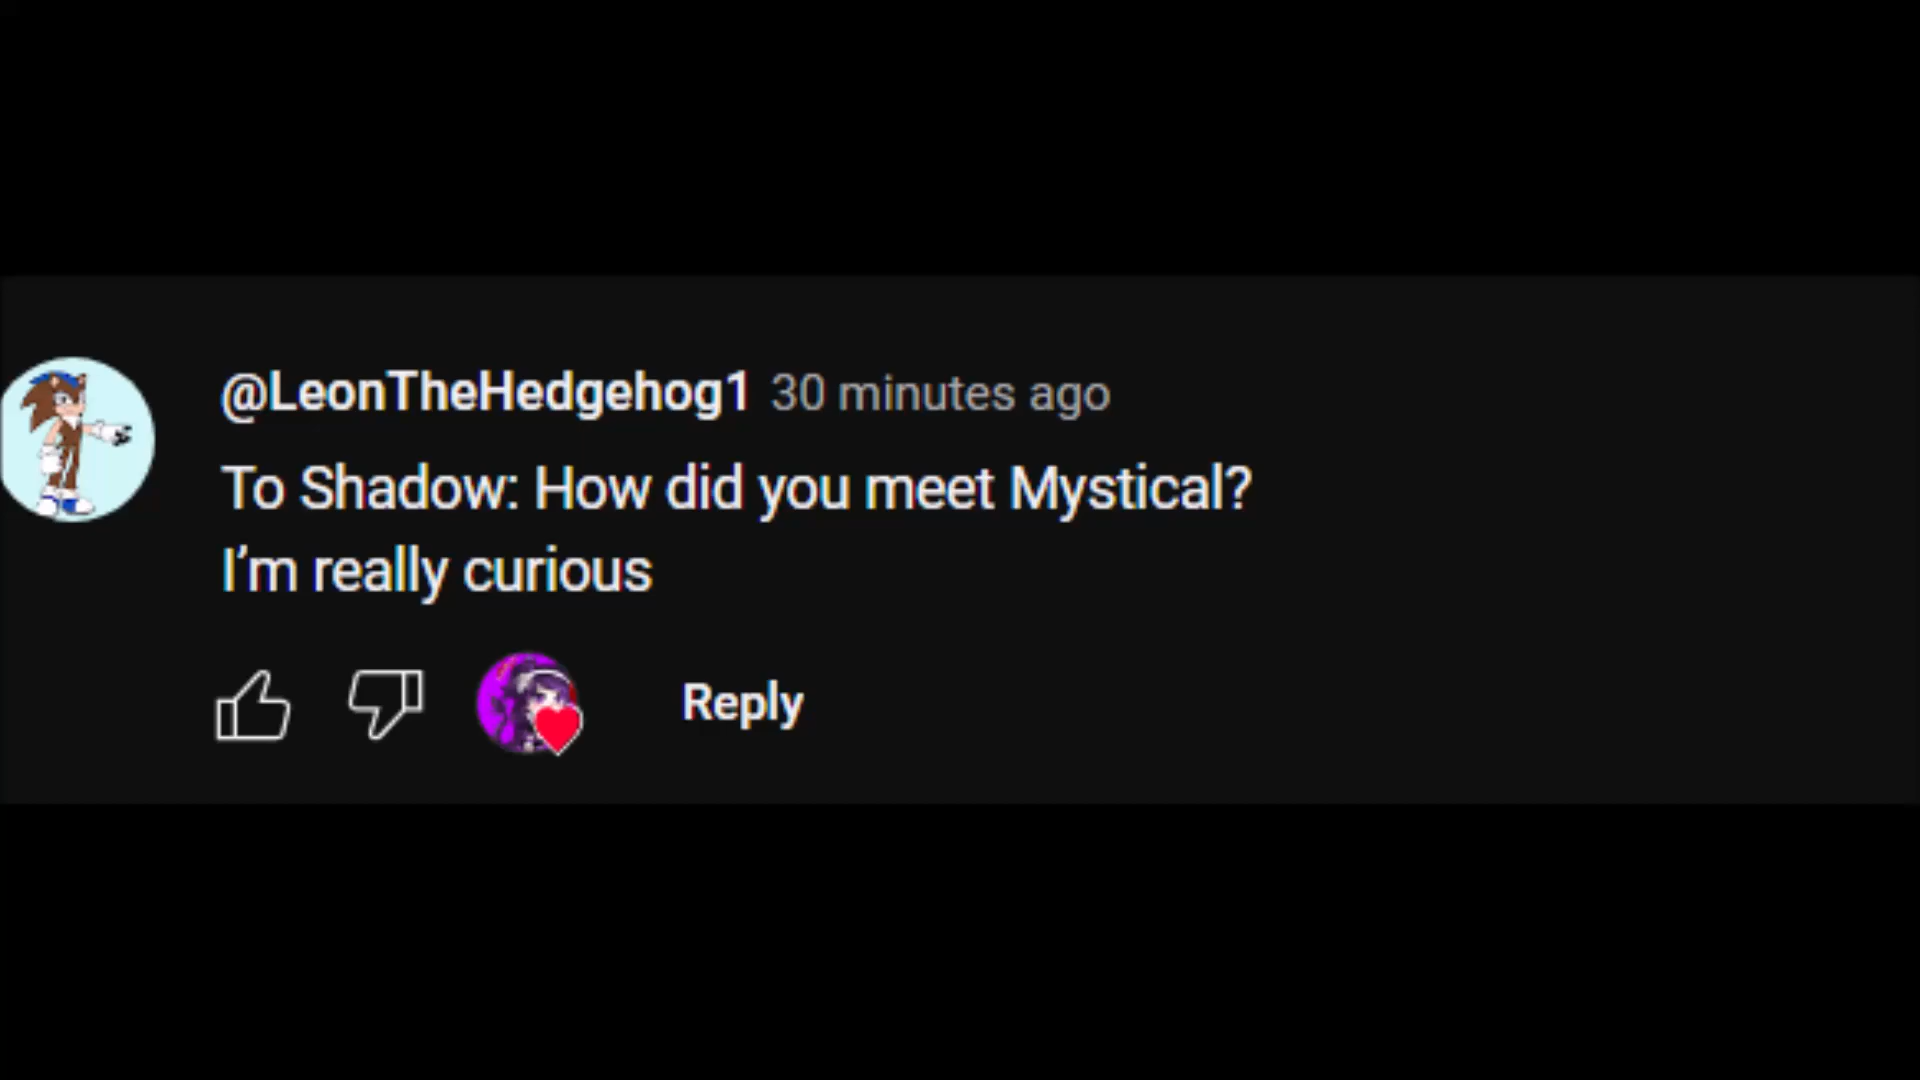 @LeonTheHedgehog1 30 minutes ago
To Shadow: How did you meet Mystical?
I’m really curious
Reply